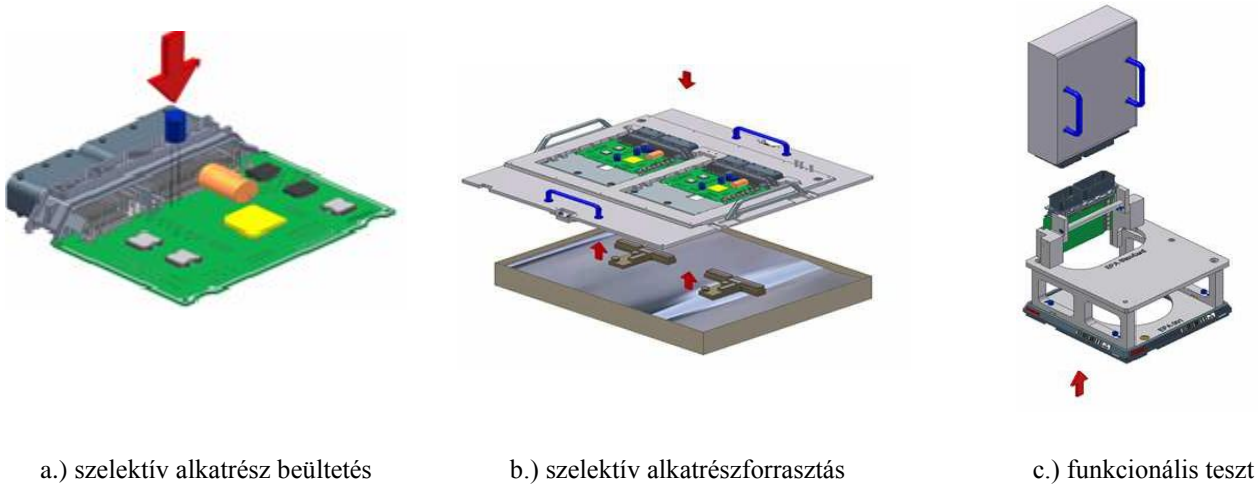 a.) szelektív alkatrész beültetés
b.) szelektív alkatrészforrasztás
c.) funkcionális teszt